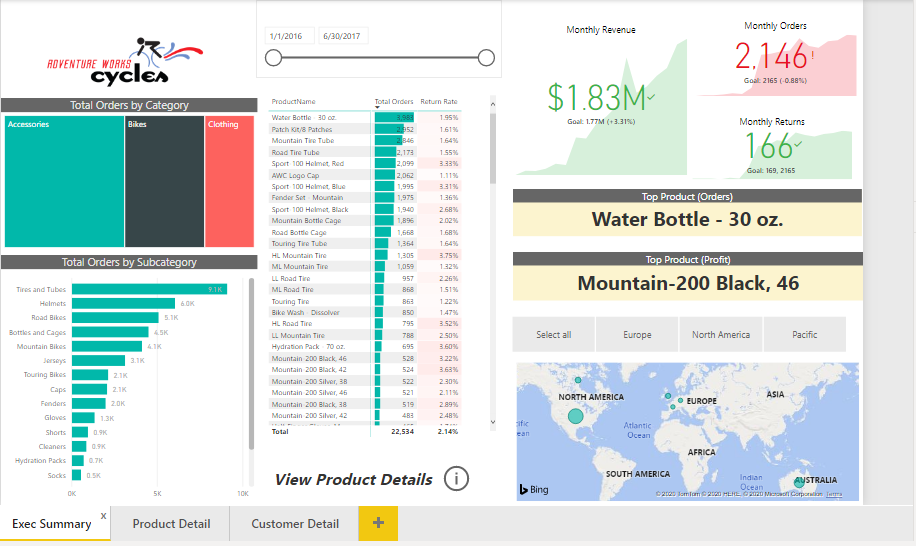 ADVENTURE WORKS
cycles
1/1/2016 6/30/2017
Total Orders by Category
Accessories Bikes Clothing
Total Orders by Subcategory
Tires and Tubes 9.1K
Helmets 6.0K
Road Bikes 5.1K
Bottles and Cages 4.5K
Mountain Bikes 4.1K
Jerseys 3.1K
Touring Bikes 2.1K
Caps 2.1K
Fenders 2.0K
Gloves 1.3K
Shorts 0.9K
Cleaners 0.9K
Hydration Packs 0.7K
Socks 0.5K
0K 5K 10K
ProductName Total Orders Return Rate
Water Bottle - 30 oz. 3,983 1.95%
Patch Kit/8 Patches 2,952 1.61%
Mountain Tire Tube 2,846 1.64%
Road Tire Tube 2,173 1.55%
Sport-100 Helmet, Red 2,099 3.33%
AWC Logo Cap 2,062 1.11%
Sport-100 Helmet, Blue 1,995 3.31%
Fender Set - Mountain 1,975 1.36%
Sport-100 Helmet, Black 1,940 2.68%
Mountain Bottle Cage 1,896 2.02%
Road Bottle Cage 1,668 1.68%
Touring Tire Tube 1,364 1.64%
HL Mountain Tire 1,305 3.75%
ML Mountain Tire 1,059 1.32%
LL Road Tire 957 2.26%
ML Road Tire 868 1.51%
Touring Tire 863 1.22%
Bike Wash - Dissolver 850 1.47%
HL Road Tire 795 3.52%
LL Mountain Tire 788 2.50%
Hydration Pack - 70 oz. 695 3.60%
Mountain-200 Black, 46 528 3.22%
Mountain-200 Black, 42 524 3.63%
Mountain-200 Silver, 38 522 2.30%
Mountain-200 Silver, 46 521 2.11%
Mountain-200 Black, 38 519 2.89%
Mountain-200 Silver, 42 483 2.48%
Total 22,534 2.14%
View Product Details i
Monthly Revenue
$1.83M
Goal: 1.77M (+3.31%)
Monthly Orders
2,146!
Goal: 2165 (-0.88%)
Monthly Returns
166
Goal: 169, 2165
Top Product (Orders)
Water Bottle - 30 oz.
Top Product (Profit)
Mountain-200 Black, 46
Select all Europe North America Pacific
NORTH AMERICA EUROPE ASIA
Atlantic
Ocean
AFRICA
SOUTH AMERICA
Indian
Ocean
AUSTRALIA
Bing
© 2020 TomTom © 2020 HERE, © 2020 Microsoft Corporation Terms
Exec Summary x Product Detail Customer Detail +